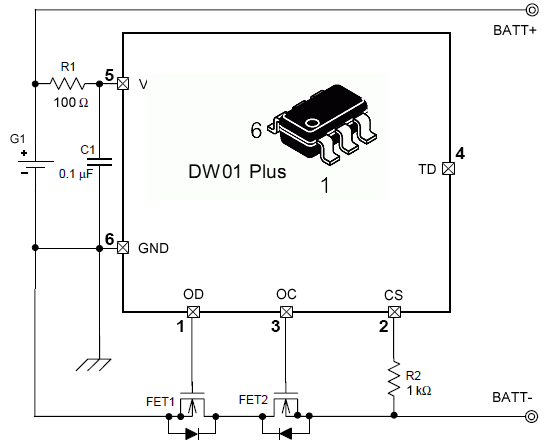 BATT+
R1
5
V
100 Ω
G1
+
-
C1
0.1 µF
6
DW01 Plus
1
4
TD
6
GND
OD
OC
CS
1
3
2
R2
1 kΩ
FET1
FET2
BATT-